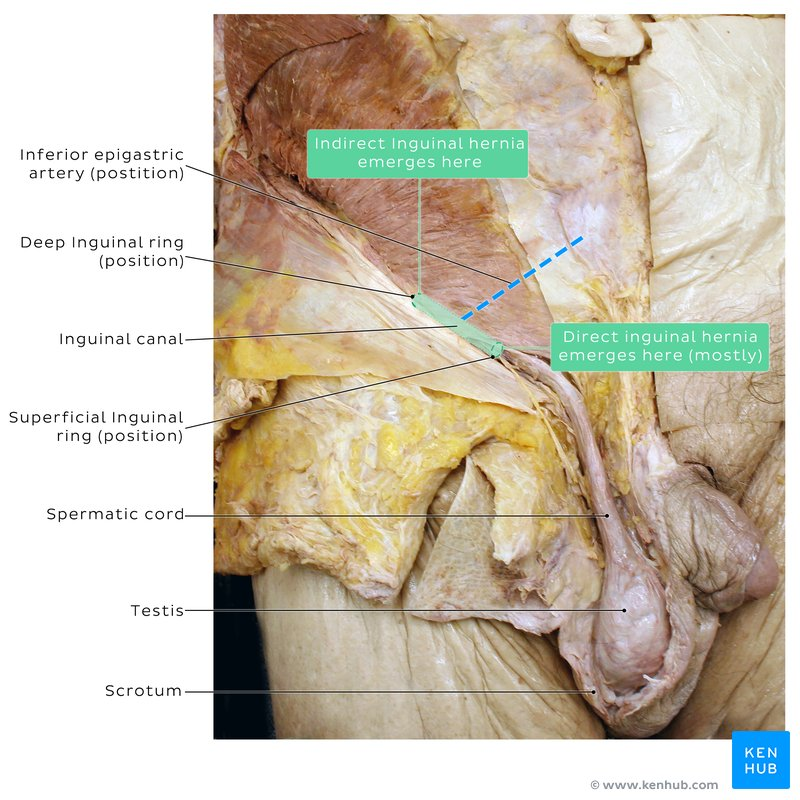 Indirect Inguinal hernia
emerges here
Inferior epigastric
artery (postition)
Deep Inguinal ring
(position)
Inguinal canal
Direct inguinal hernia
emerges here (mostly)
Superficial Inguinal
ring (position)
Spermatic cord
Testis
Scrotum
KEN
HUB
© www.kenhub.com